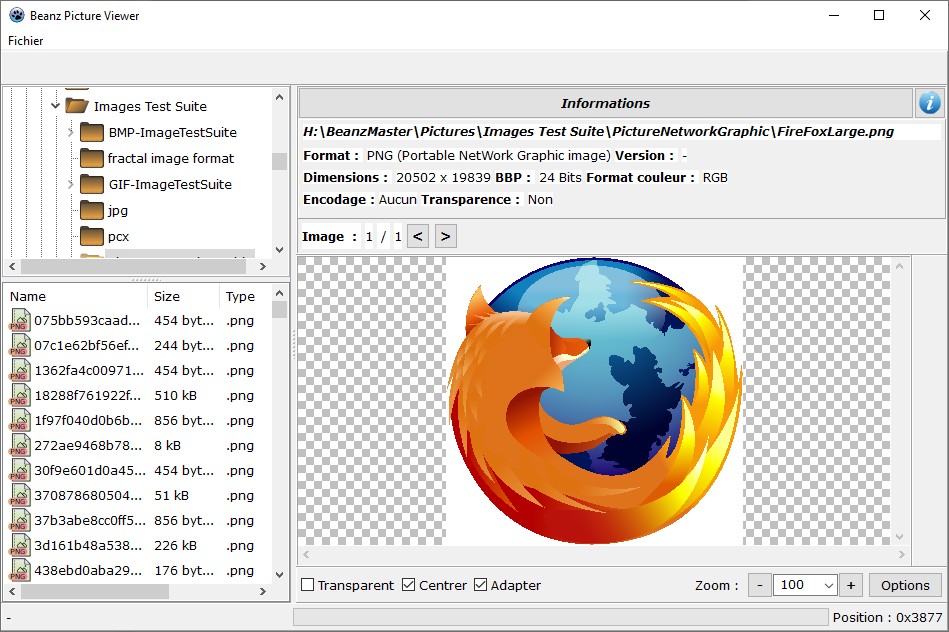 Beanz Picture Viewer
Fichier
Images Test Suite
BMP-ImageTestSuite
fractal image format
GIF-ImageTestSuite
jpg
pcx
Name Size Type
075bb593caad... 454 byt... .png
07c1e62bf56ef... 244 byt... .png
1362fa4c00971... 454 byt... .png
18288f761922f... 510 kB .png
1f97f040d0b6b... 856 byt... .png
272ae9468b78... 8 kB .png
30f9e601d0a45... 454 byt... .png
370878680504... 51 kB .png
37b3abe8cc0ff5... 856 byt... .png
3d161b48a538... 226 kB .png
438ebd0aba29... 176 byt... .png
-
Informations
H:\BeanzMaster\Pictures\Images Test Suite\PictureNetworkGraphic\FireFoxLarge.png
Format : PNG (Portable NetWork Graphic image) Version : -
Dimensions : 20502 x 19839 BBP : 24 Bits Format couleur : RGB
Encodage : Aucun Transparence : Non
Image : 1 / 1 < >
Transparent Centrer Adapter Zoom : - 100 + Options
Position : 0x3877